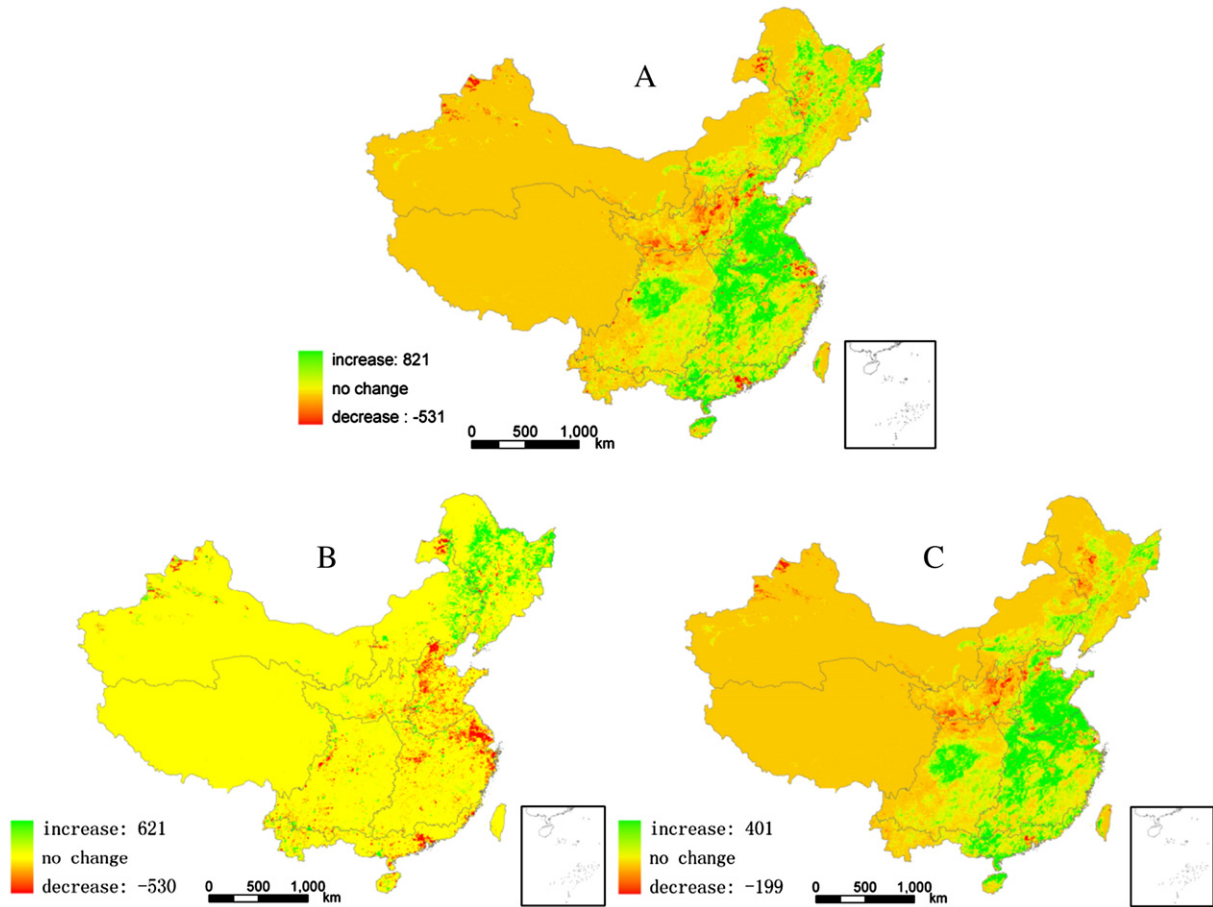 A
increase: 821
no change
decrease : -531
0 500 1,000
km
B
increase: 621
no change
decrease: -530
0 500 1,000
km
C
increase: 401
no change
decrease: -199
0 500 1,000
km